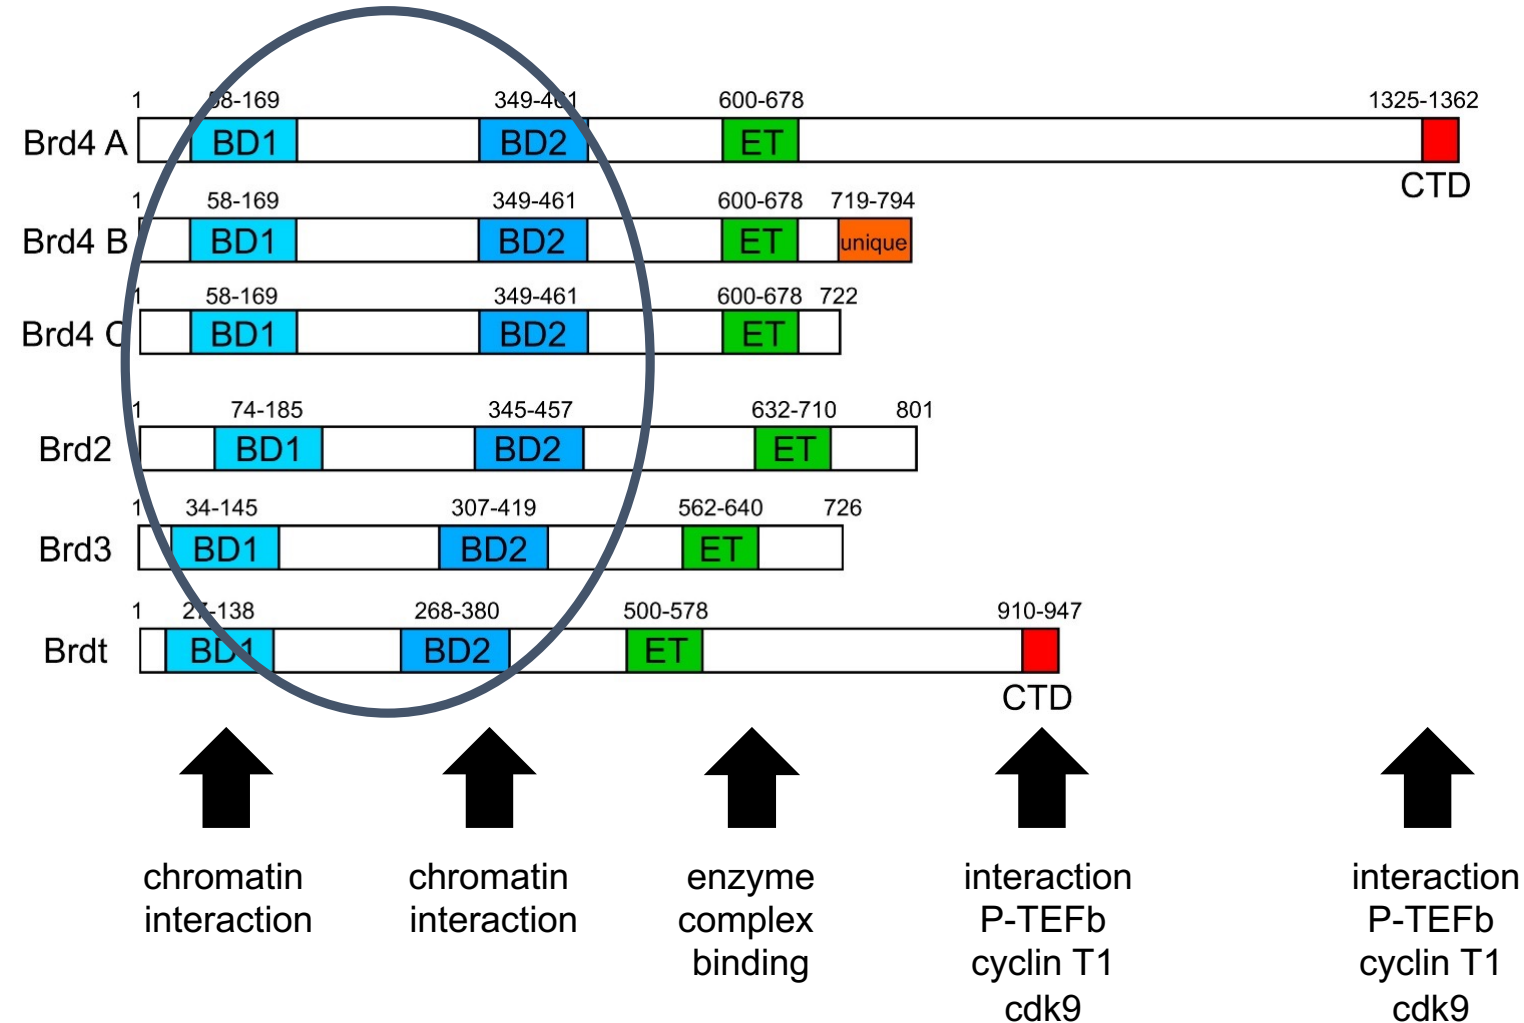 1 58-169 349-461 600-678 1325-1362
Brd4 A BD1 BD2 ET
CTD
1 58-169 349-461 600-678 719-794
Brd4 B BD1 BD2 ET unique
1 58-169 349-461 600-678 722
Brd4 C BD1 BD2 ET
1 74-185 345-457 632-710 801
Brd2 BD1 BD2 ET
1 34-145 307-419 562-640 726
Brd3 BD1 BD2 ET
1 27-138 268-380 500-578 910-947
Brdt BD1 BD2 ET
CTD
chromatin
interaction
chromatin
interaction
enzyme
complex
binding
interaction
P-TEFb
cyclin T1
cdk9
interaction
P-TEFb
cyclin T1
cdk9